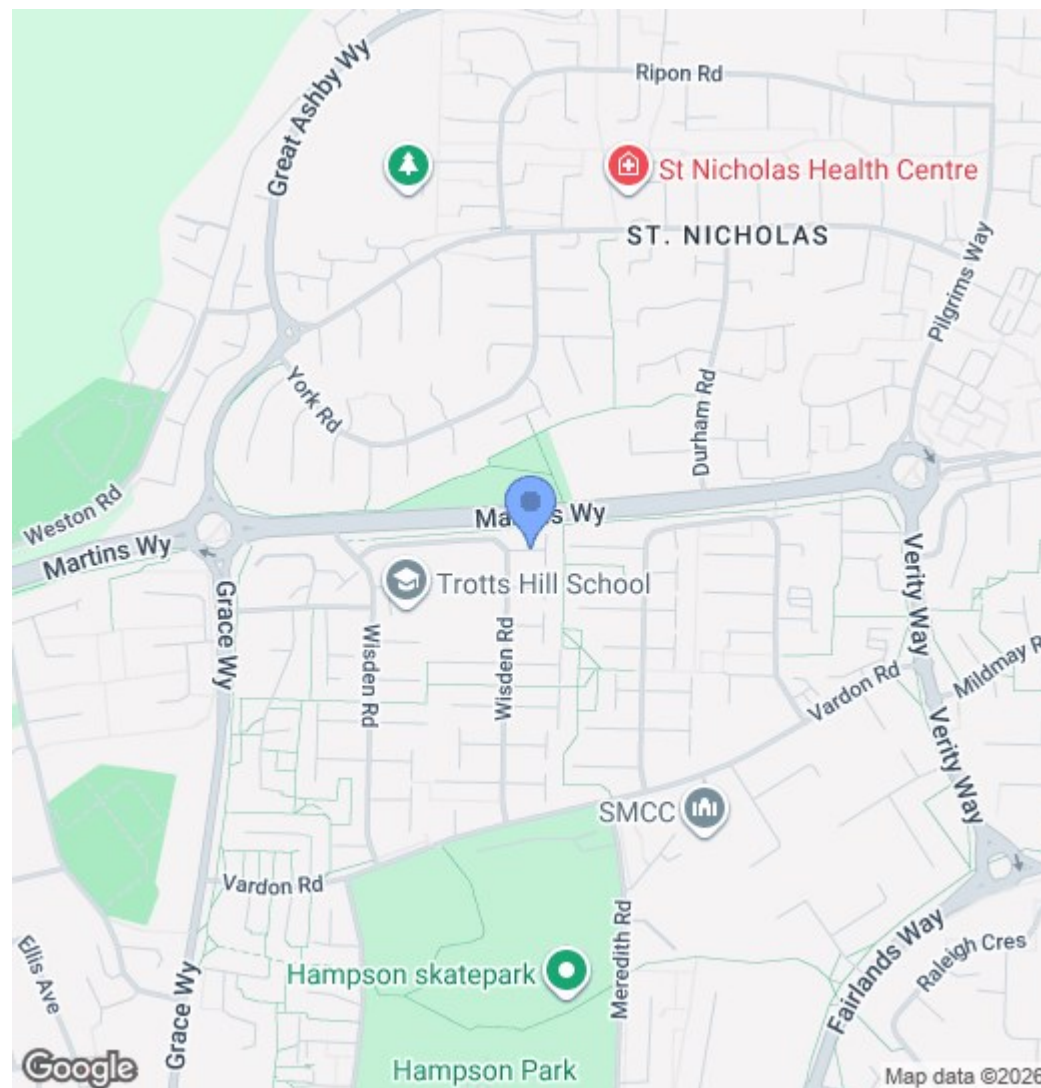 Great Ashby Wy
Ripon Rd
St Nicholas Health Centre
ST. NICHOLAS
Pilgrims Way
York Rd
Durham Rd
Weston Rd
Martins Wy
Martins Wy
Trotts Hill School
Grace Wy
Wisden Rd
Wisden Rd
Verity Way
Mildmay R
Vardon Rd
Verity Way
SMCC
Vardon Rd
Meredith Rd
Ellis Ave
Hampson skatepark
Fairlands Way
Raleigh Cres
Grace Wy
Hampson Park
Google
Map data ©2026